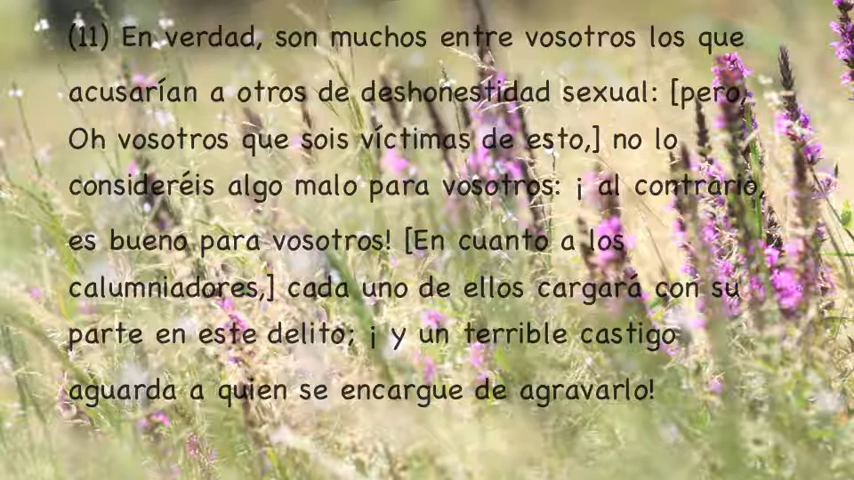 (11) En verdad, son muchos entre vosotros los que
acusarían a otros de deshonestidad sexual: [pero,
Oh vosotros que sois víctimas de esto,] no lo
consideréis algo malo para vosotros: ¡ al contrario,
es bueno para vosotros! [En cuanto a los
calumniadores,] cada uno de ellos cargará con su
parte en este delito; ¡ y un terrible castigo
aguarda a quien se encargue de agravarlo!